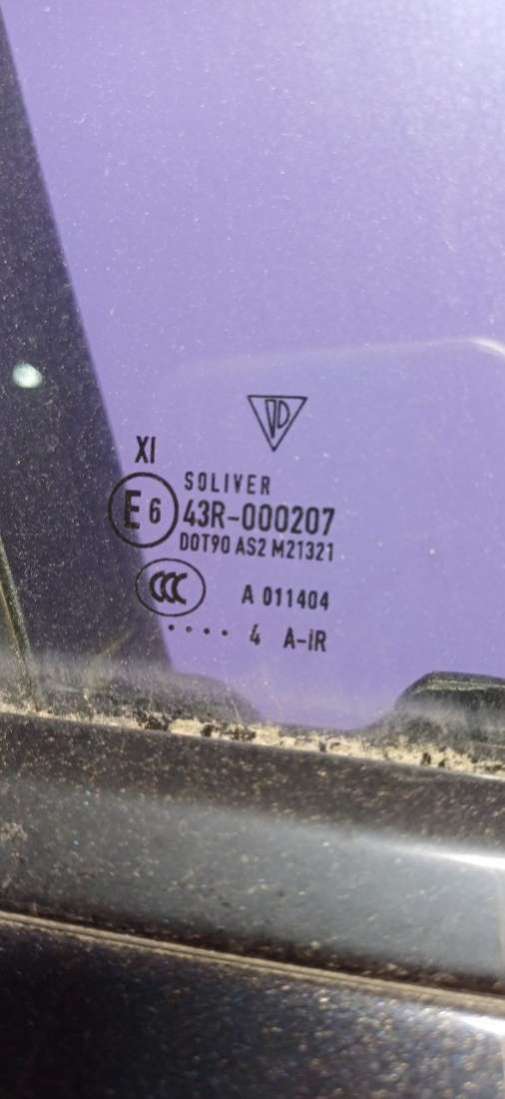 XI
SOLIVER
E6 43R-000207
DOT90 AS2 M21321
CCC A 011404
.... 4 A-IR